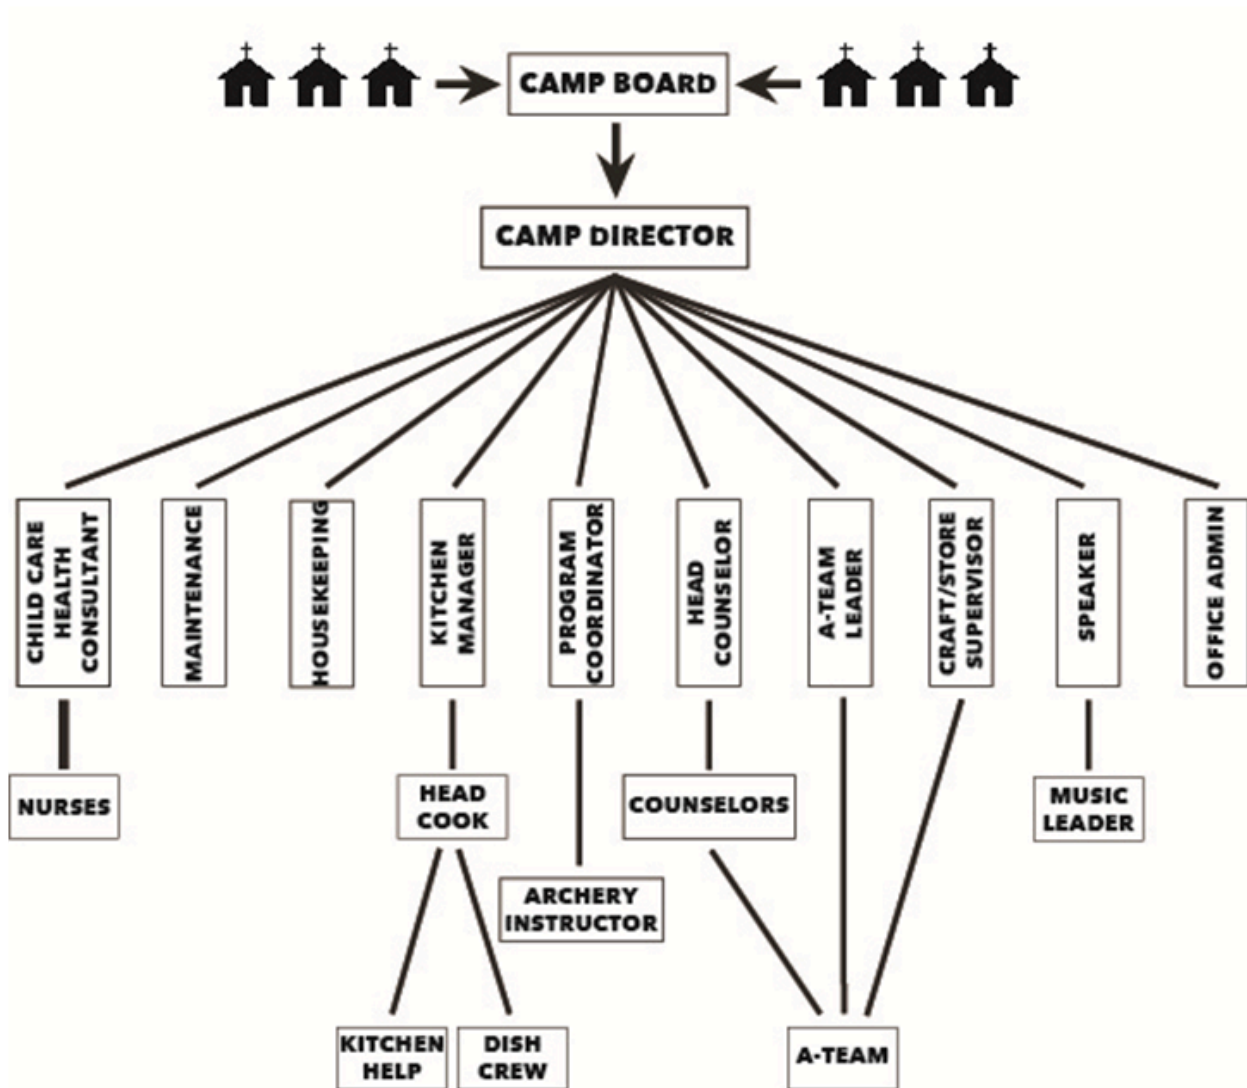 CAMP BOARD
CAMP DIRECTOR
CHILD CARE
HEALTH
CONSULTANT
MAINTENANCE
HOUSEKEEPING
KITCHEN
MANAGER
PROGRAM
COORDINATOR
HEAD
COUNSELOR
A-TEAM
LEADER
CRAFT/STORE
SUPERVISOR
SPEAKER
OFFICE ADMIN
NURSES
HEAD
COOK
COUNSELORS
MUSIC
LEADER
ARCHERY
INSTRUCTOR
KITCHEN
HELP
DISH
CREW
A-TEAM